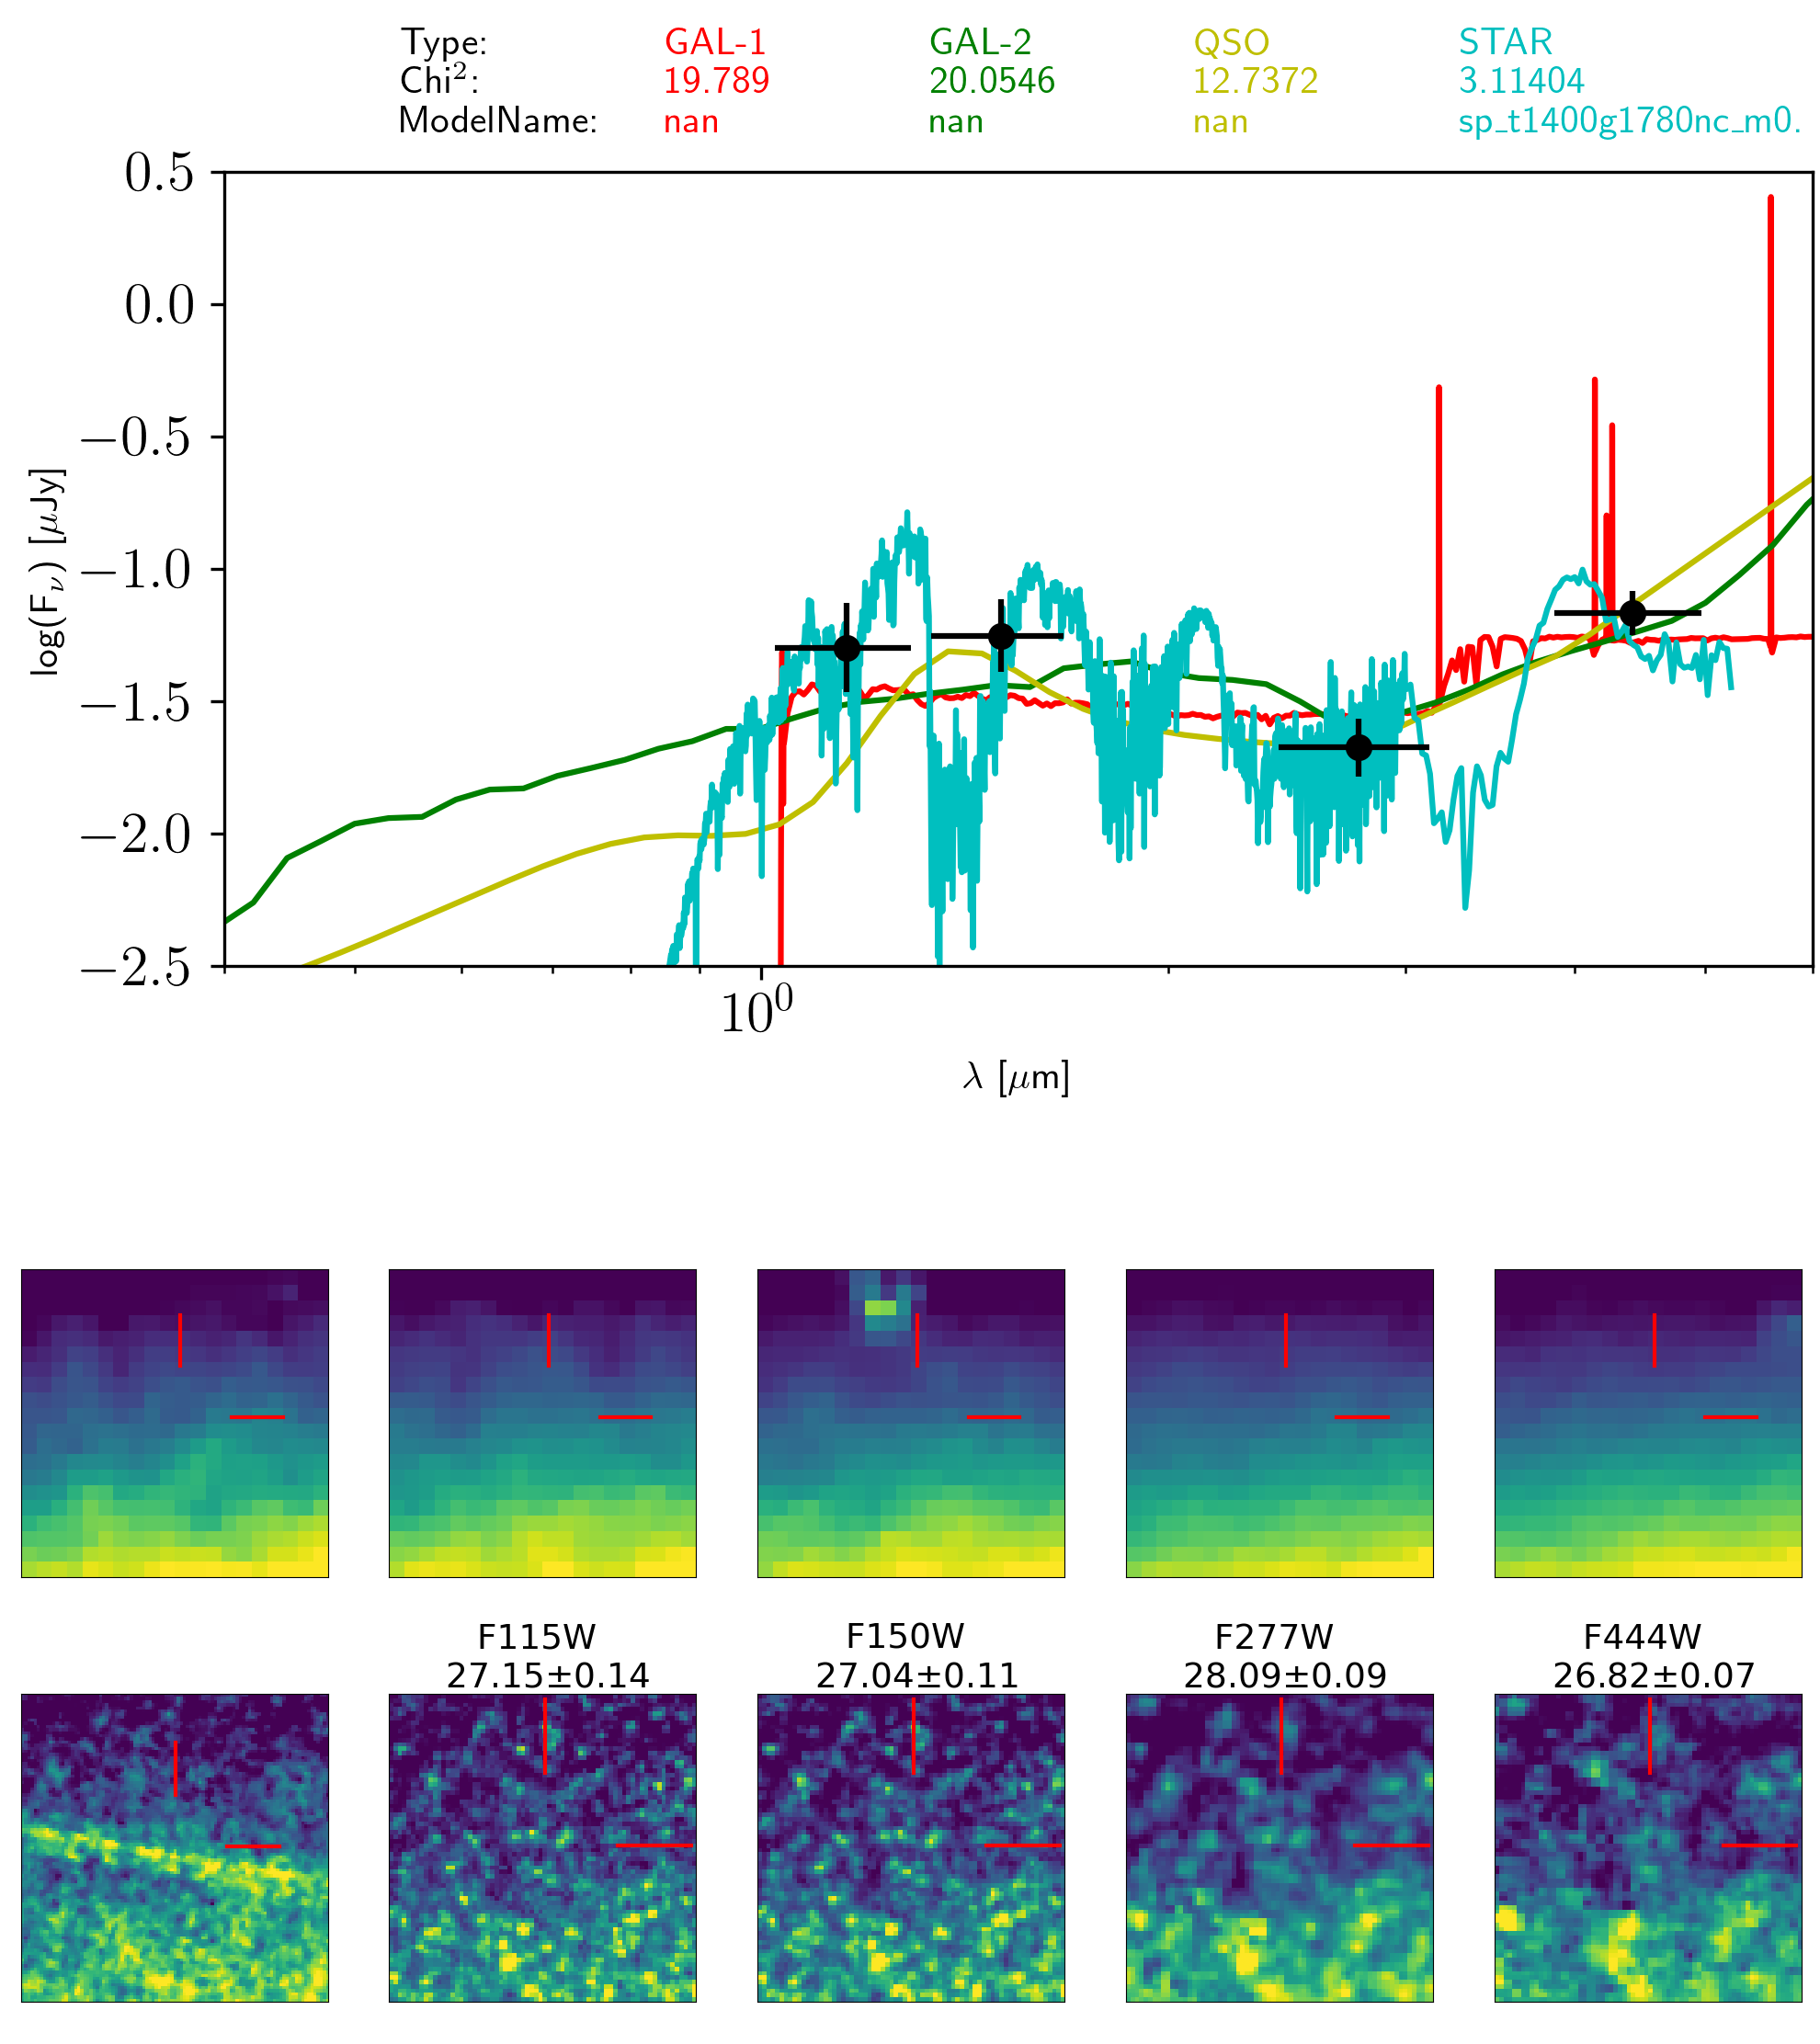 Type: GAL-1 GAL-2 QSO STAR
Chi²: 19.789 20.0546 12.7372 3.11404
ModelName: nan nan nan sp_t1400g1780nc_m0.
0.5
0.0
−0.5
−1.0
−1.5
−2.0
−2.5
log(Fν) [μJy]
10⁰
λ [μm]
F115W F150W F277W F444W
27.15±0.14 27.04±0.11 28.09±0.09 26.82±0.07